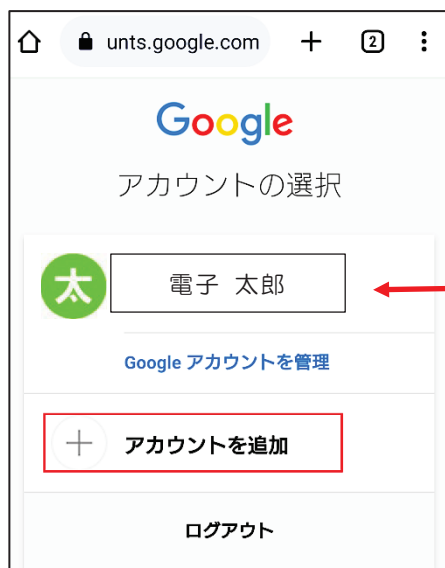 unts.google.com + 2
Google
アカウントの選択
太 電子 太郎
Google アカウントを管理
アカウントを追加
ログアウト